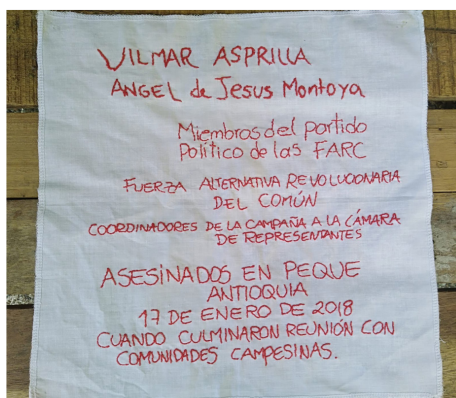 VILMAR ASPRILLA
ANGEL de Jesus Montoya
Miembros del partido
Político de las FARC
FUERZA ALTERNATIVA REVOLUCIONARIA
DEL COMÚN
COORDINADORES DE LA CAMPAÑA A LA CÁMARA
DE REPRESENTANTES
ASESINADOS EN PEQUE
ANTIOQUIA
17 DE ENERO DE 2018
CUANDO CULMINARON REUNIÓN CON
COMUNIDADES CAMPESINAS.